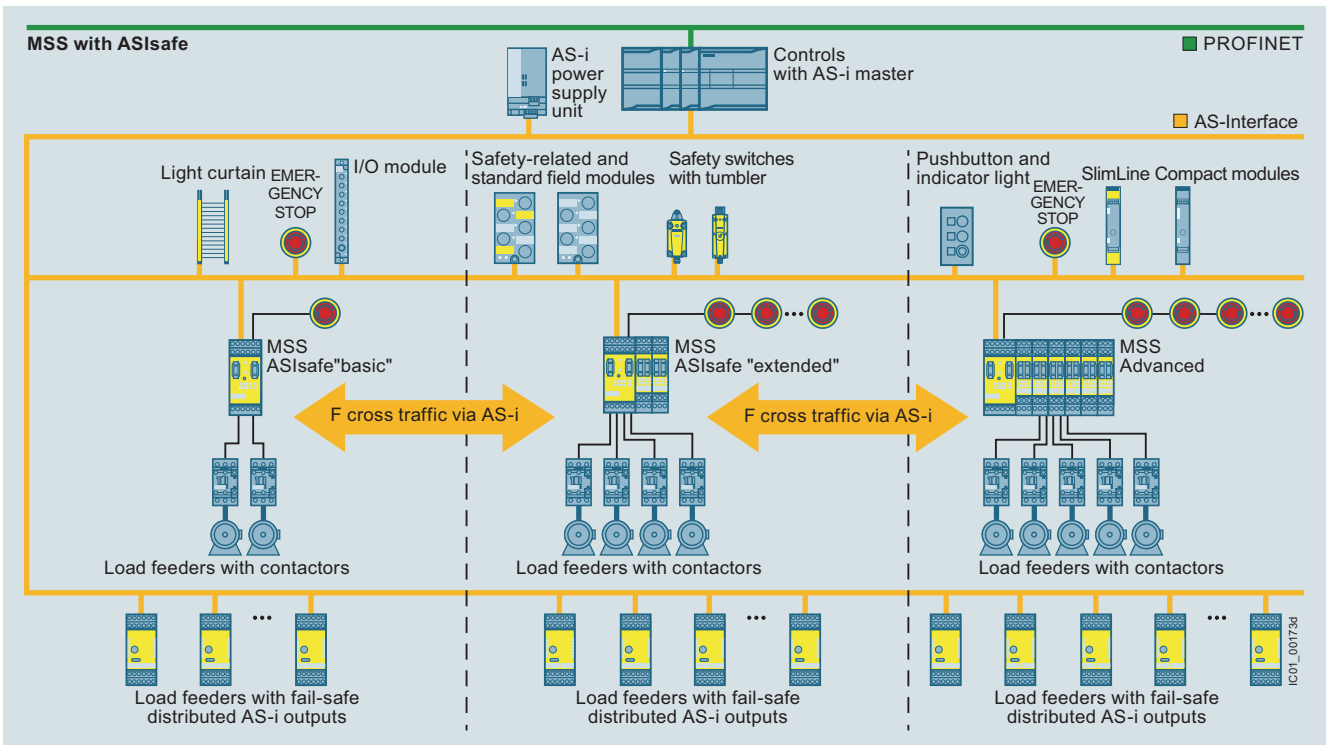 MSS with ASIsafe
PROFINET
AS-i
power
supply
unit
Controls
with AS-i master
AS-Interface
Light curtain
EMER-
GENCY
STOP
I/O module
Safety-related and
standard field modules
Safety switches
with tumbler
Pushbutton and
indicator light
EMER-
GENCY
STOP
SlimLine Compact modules
MSS
ASIsafe"basic"
MSS
ASIsafe "extended"
MSS
Advanced
F cross traffic via AS-i
F cross traffic via AS-i
Load feeders with contactors
Load feeders with contactors
Load feeders with contactors
...
...
...
...
...
Load feeders with fail-safe
distributed AS-i outputs
Load feeders with fail-safe
distributed AS-i outputs
Load feeders with fail-safe
distributed AS-i outputs
IC01_00173d